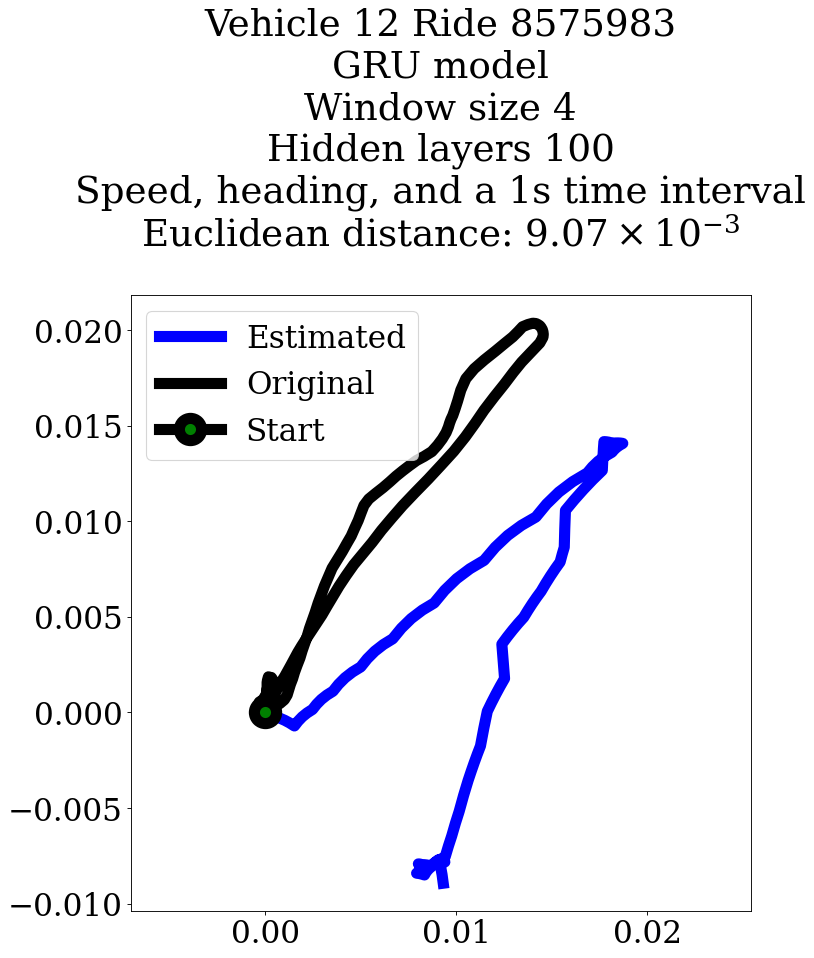 Vehicle 12 Ride 8575983
GRU model
Window size 4
Hidden layers 100
Speed, heading, and a 1s time interval
Euclidean distance: 9.07 × 10⁻³
Estimated
Original
Start
0.020
0.015
0.010
0.005
0.000
−0.005
−0.010
0.00 0.01 0.02